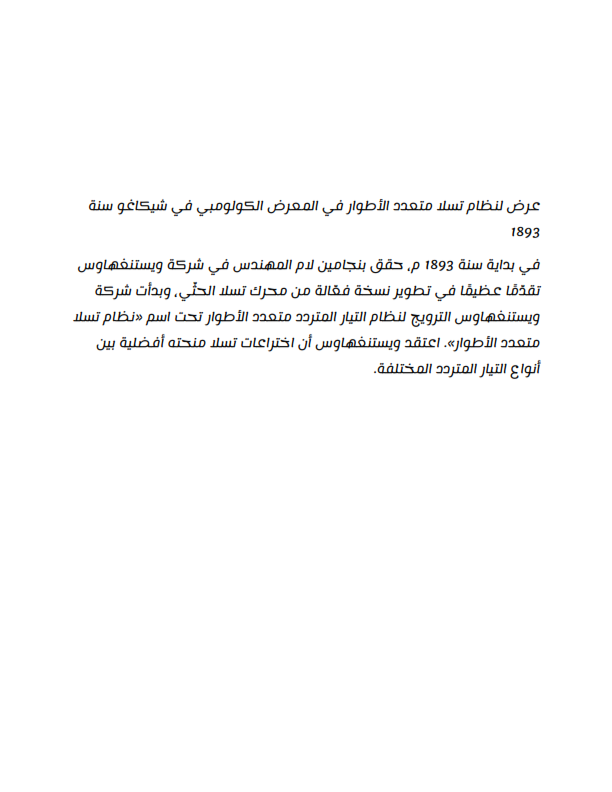 عرض لنظام تسلا متعدد الأطوار في المعرض الكولومبي في شيكاغو سنة
1893
في بداية سنة 1893 م، حقق بنجامين لام المهندس في شركة ويستنغهاوس
تقدّمًا عظيمًا في تطوير نسخة فعّالة من محرك تسلا الحثّي، وبدأت شركة
ويستنغهاوس الترويج لنظام التيار المتردد متعدد الأطوار تحت اسم «نظام تسلا
متعدد الأطوار». اعتقد ويستنغهاوس أن اختراعات تسلا منحته أفضلية بين
أنواع التيار المتردد المختلفة.